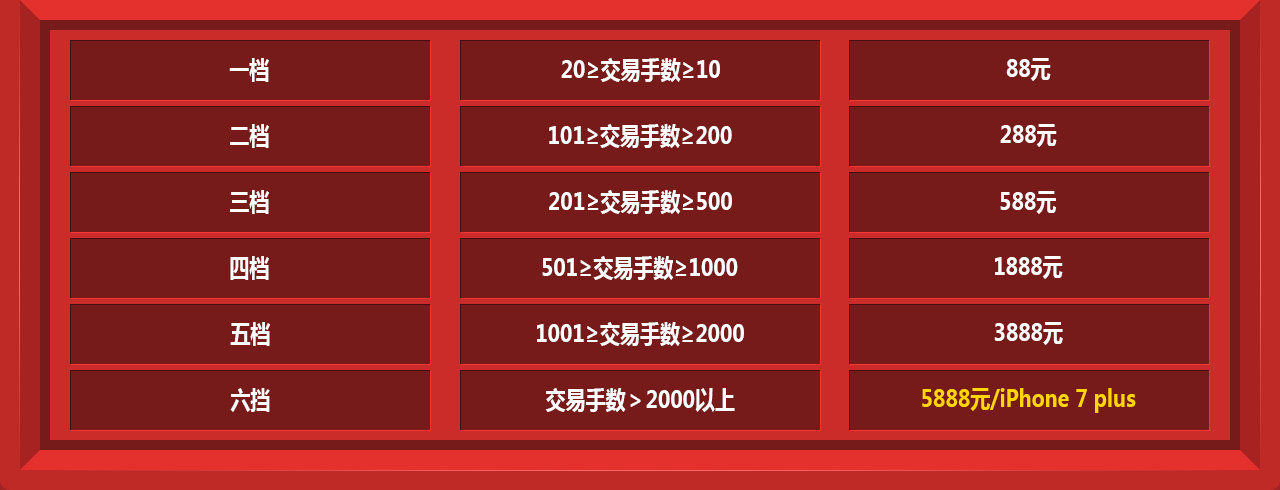 一档 20≥交易手数≥10 88元
二档 101≥交易手数≥200 288元
三档 201≥交易手数≥500 588元
四档 501≥交易手数≥1000 1888元
五档 1001≥交易手数≥2000 3888元
六挡 交易手数＞2000以上 5888元/iPhone 7 plus